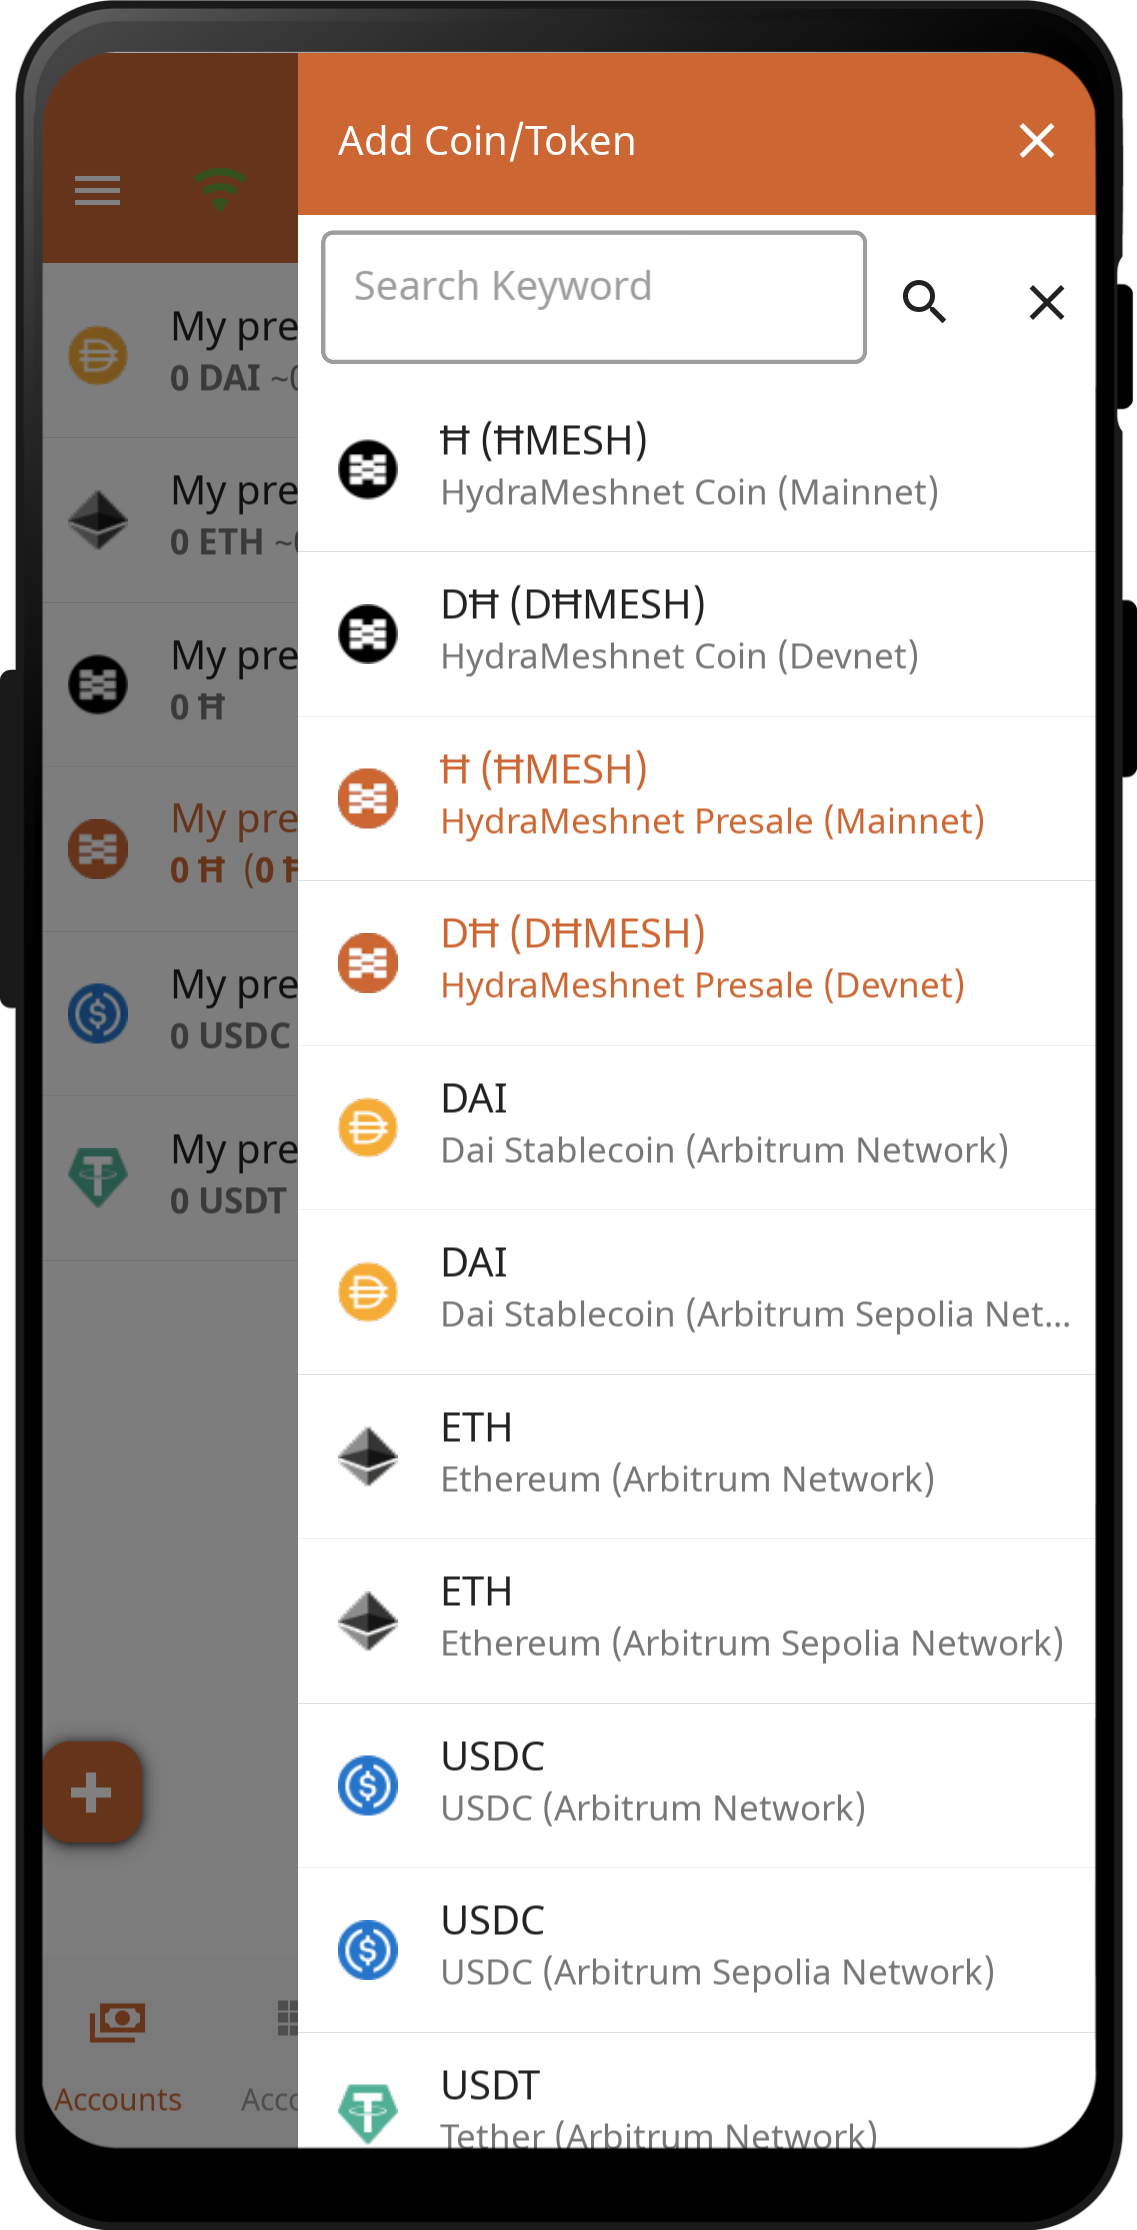 Add Coin/Token
Search Keyword
Ħ (ĦMESH)
HydraMeshnet Coin (Mainnet)
DĦ (DĦMESH)
HydraMeshnet Coin (Devnet)
Ħ (ĦMESH)
HydraMeshnet Presale (Mainnet)
DĦ (DĦMESH)
HydraMeshnet Presale (Devnet)
DAI
Dai Stablecoin (Arbitrum Network)
DAI
Dai Stablecoin (Arbitrum Sepolia Net...
ETH
Ethereum (Arbitrum Network)
ETH
Ethereum (Arbitrum Sepolia Network)
USDC
USDC (Arbitrum Network)
USDC
USDC (Arbitrum Sepolia Network)
USDT
Tether (Arbitrum Network)
My pre
0 DAI ~0
My pre
0 ETH ~
My pre
0 Ħ
My pre
0 Ħ (0 Ħ
My pre
0 USDC
My pre
0 USDT
Accounts
Acco